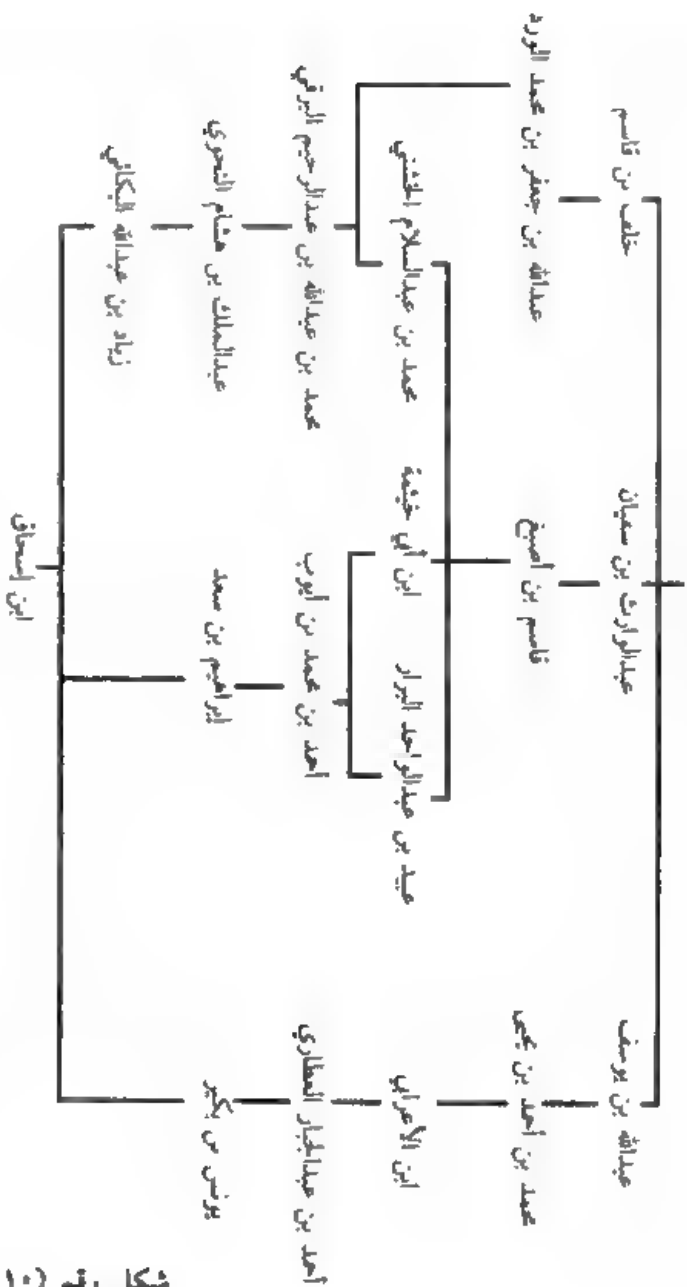 خلف بن قاسم
عبدالوارث بن سفيان
عبدالله بن يوسف
عبدالله بن جعفر بن محمد الورد
قاسم بن أصبغ
محمد بن أحمد بن يحيى
محمد بن عبدالسلام الخشني
ابن أبي خيثمة
عبيد بن عبدالواحد البزار
ابن الأعرابي
محمد بن عبدالله بن عبدالرحيم البرقي
احمد بن محمد بن أيوب
أحمد بن عبدالجبار العطاري
عبدالملك بن هشام النحوي
إبراهيم بن سعد
يونس بن بكير
زياد بن عبدالله البكائي
ابن إسحاق
شكل رقم (١٠